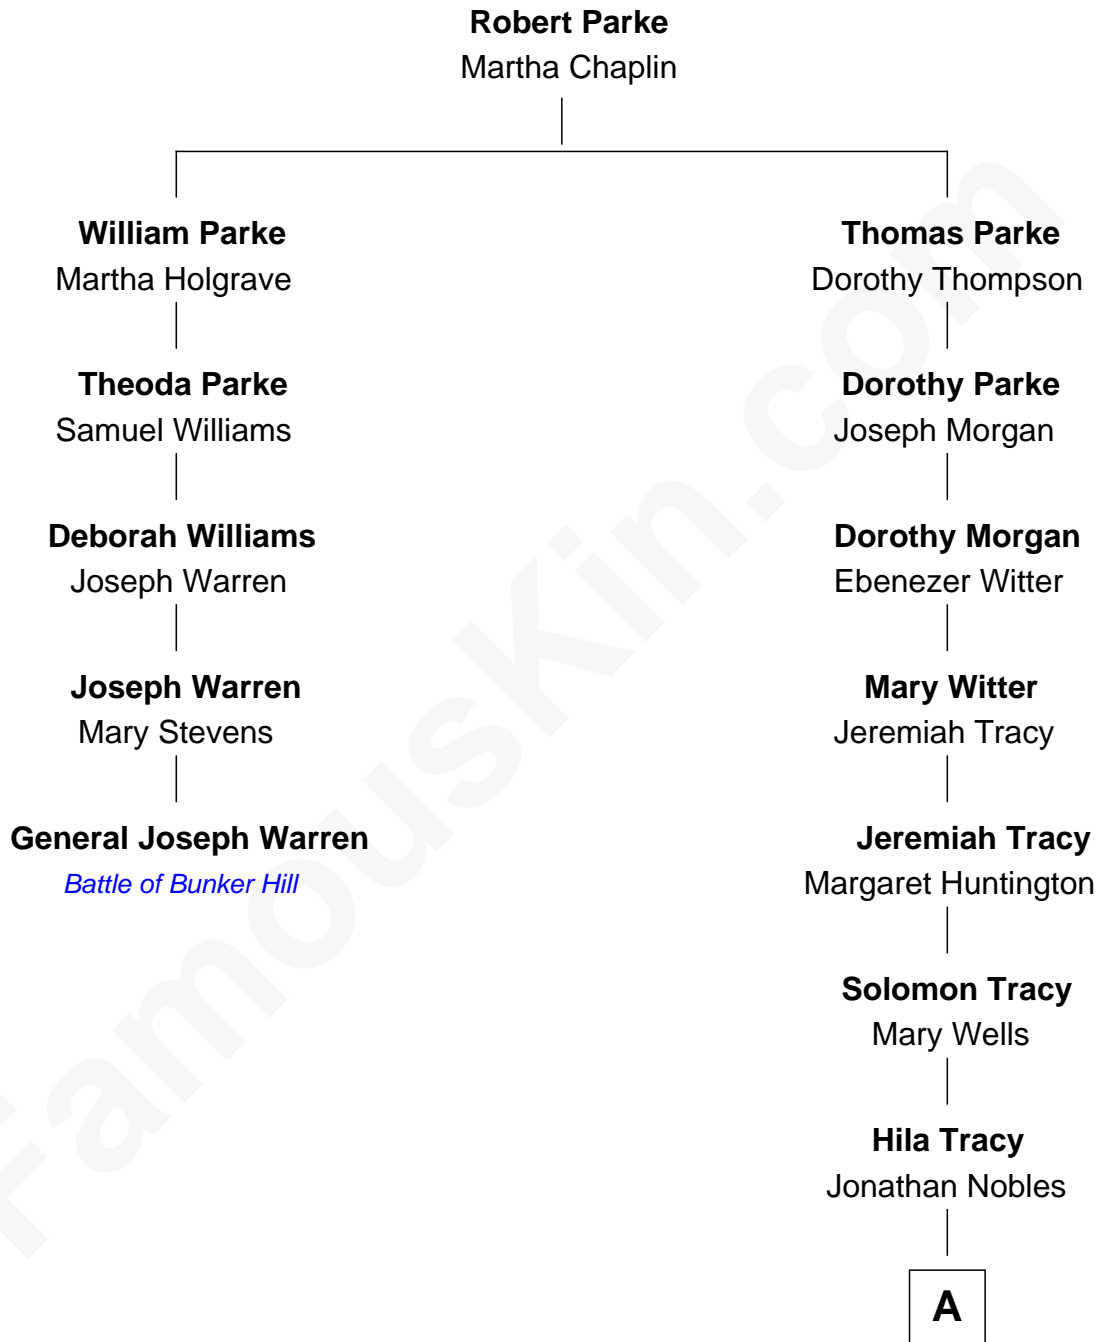 Robert Parke
Martha Chaplin
William Parke
Martha Holgrave
Thomas Parke
Dorothy Thompson
Theoda Parke
Samuel Williams
Dorothy Parke
Joseph Morgan
Deborah Williams
Joseph Warren
Dorothy Morgan
Ebenezer Witter
Joseph Warren
Mary Stevens
Mary Witter
Jeremiah Tracy
General Joseph Warren
Battle of Bunker Hill
Jeremiah Tracy
Margaret Huntington
Solomon Tracy
Mary Wells
Hila Tracy
Jonathan Nobles
A
FamousKin.com